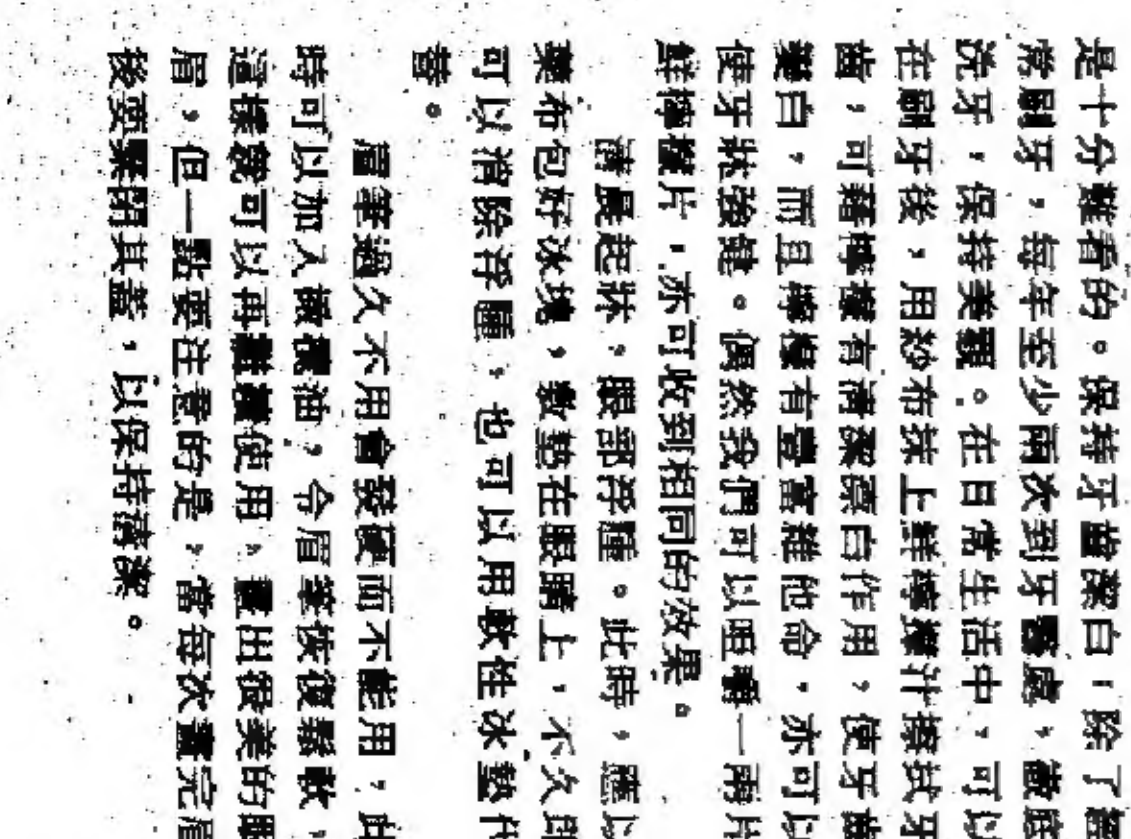 是十分難看的。保持牙齒潔白,除了
常刷牙,每年至少兩次到牙醫處,徹底
洗牙,保持美觀。在日常生活中,可以
在刷牙後,用紗布抹上鮮檸檬汁擦拭牙
齒,可藉檸檬有清潔漂白作用,使牙齒
變白,而且檸檬有豐富維他命,亦可以
使牙狀強健。偶然我們可以咀嚼一兩片
鮮檸檬片,亦可收到相同的效果。
清晨起牀,眼部浮腫。此時,應以
藥布包好冰塊,敷墊在眼睛上,不久即
可以消除浮腫,也可以用軟性冰墊代
替。
眉筆過久不用會發硬而不能用,此
時可以加入橄欖油,令眉筆恢復鬆軟,
這樣就可以再繼續使用,畫出很美的眼
眉,但一點要注意的是,當每次畫完眉
後要緊閉其蓋,以保持清潔。